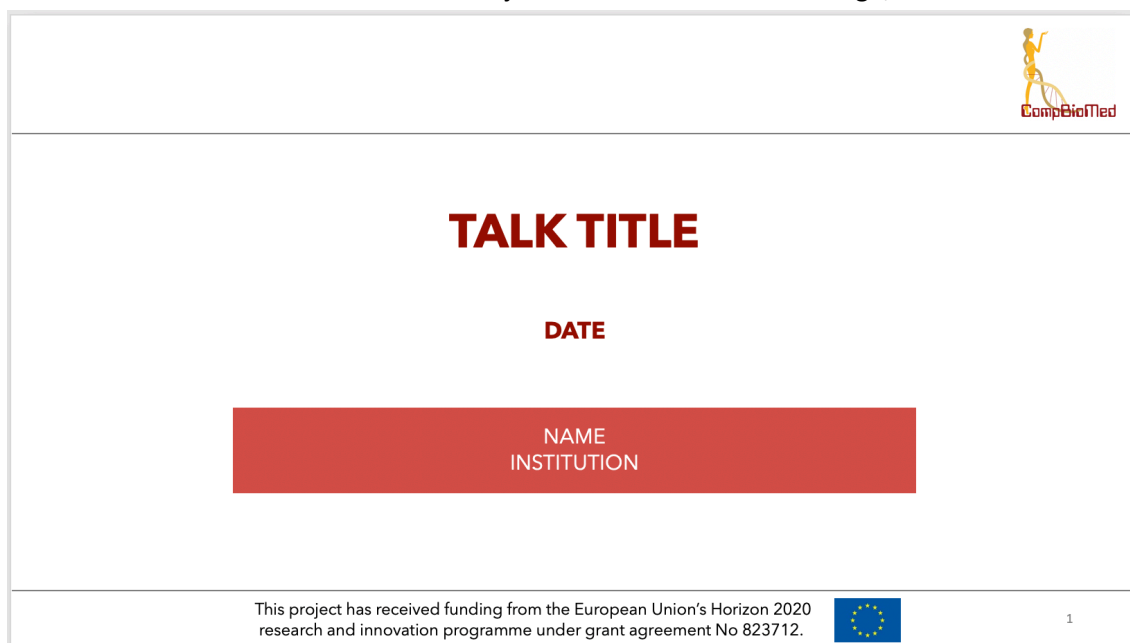 CompBioMed
TALK TITLE
DATE
NAME
INSTITUTION
This project has received funding from the European Union’s Horizon 2020
research and innovation programme under grant agreement No 823712.
1